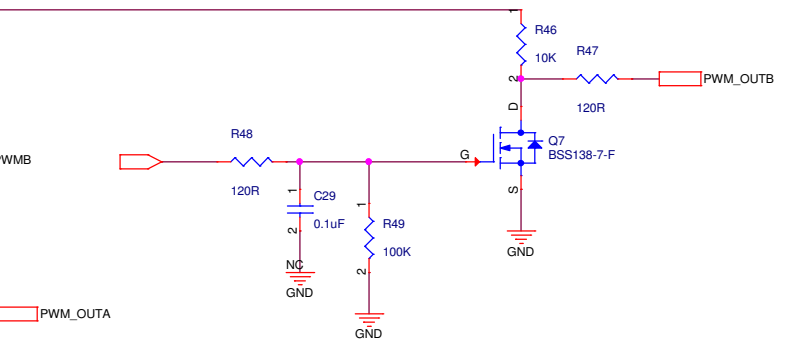 1
R46
10K
2
R47
120R
PWM_OUTB
D
Q7
BSS138-7-F
G
S
GND
PWMB
R48
120R
1
C29
0.1uF
2
NC
GND
1
R49
100K
2
GND
PWM_OUTA